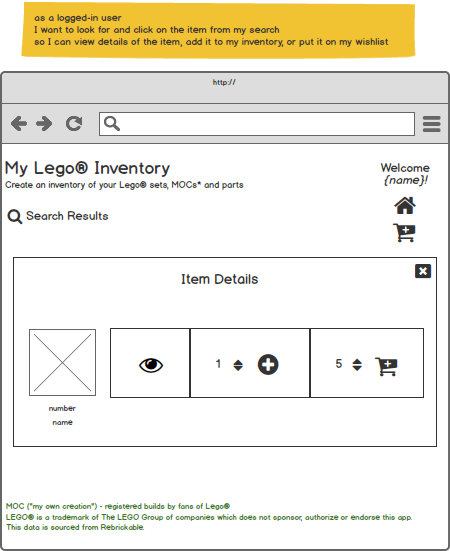 as a logged-in user
I want to look for and click on the item from my search
so I can view details of the item, add it to my inventory, or put it on my wishlist
http://
My Lego® Inventory
Create an inventory of your Lego® sets, MOCs* and parts
Welcome
{name}!
Search Results
Item Details
1
5
number
name
MOC ("my own creation") - registered builds by fans of Lego®
LEGO® is a trademark of The LEGO Group of companies which does not sponsor, authorize or endorse this app.
This data is sourced from Rebrickable.